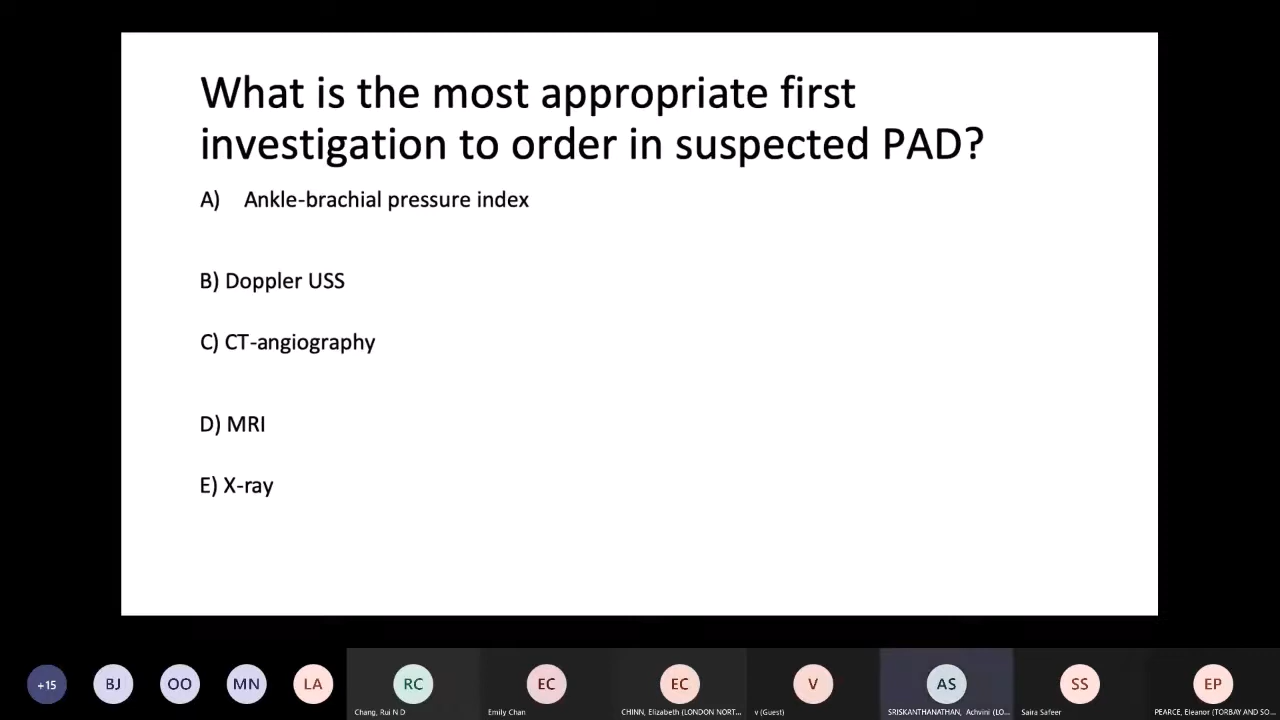 What is the most appropriate first
investigation to order in suspected PAD?
A) Ankle-brachial pressure index
B) Doppler USS
C) CT-angiography
D) MRI
E) X-ray
+15
BJ
OO
MN
LA
RC
EC
EC
V
AS
SS
EP
Chang, Rui N D
Emily Chan
CHINN, Elizabeth (LONDON NORT...
v (Guest)
SRISKANTHANATHAN, Achvini (LO...
Saira Safeer
PEARCE, Eleanor (TORBAY AND SO...